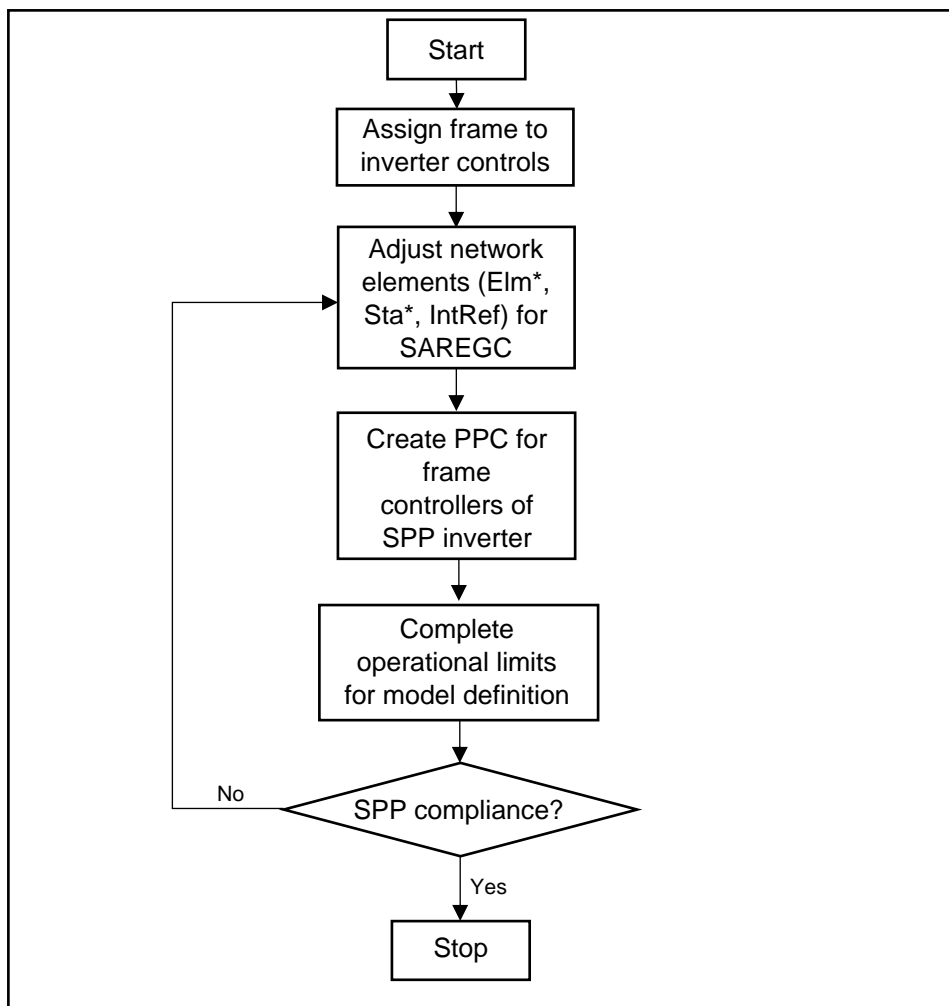 Start
Assign frame to
inverter controls
Adjust network
elements (Elm*,
Sta*, IntRef) for
SAREGC
Create PPC for
frame
controllers of
SPP inverter
Complete
operational limits
for model definition
No
SPP compliance?
Yes
Stop